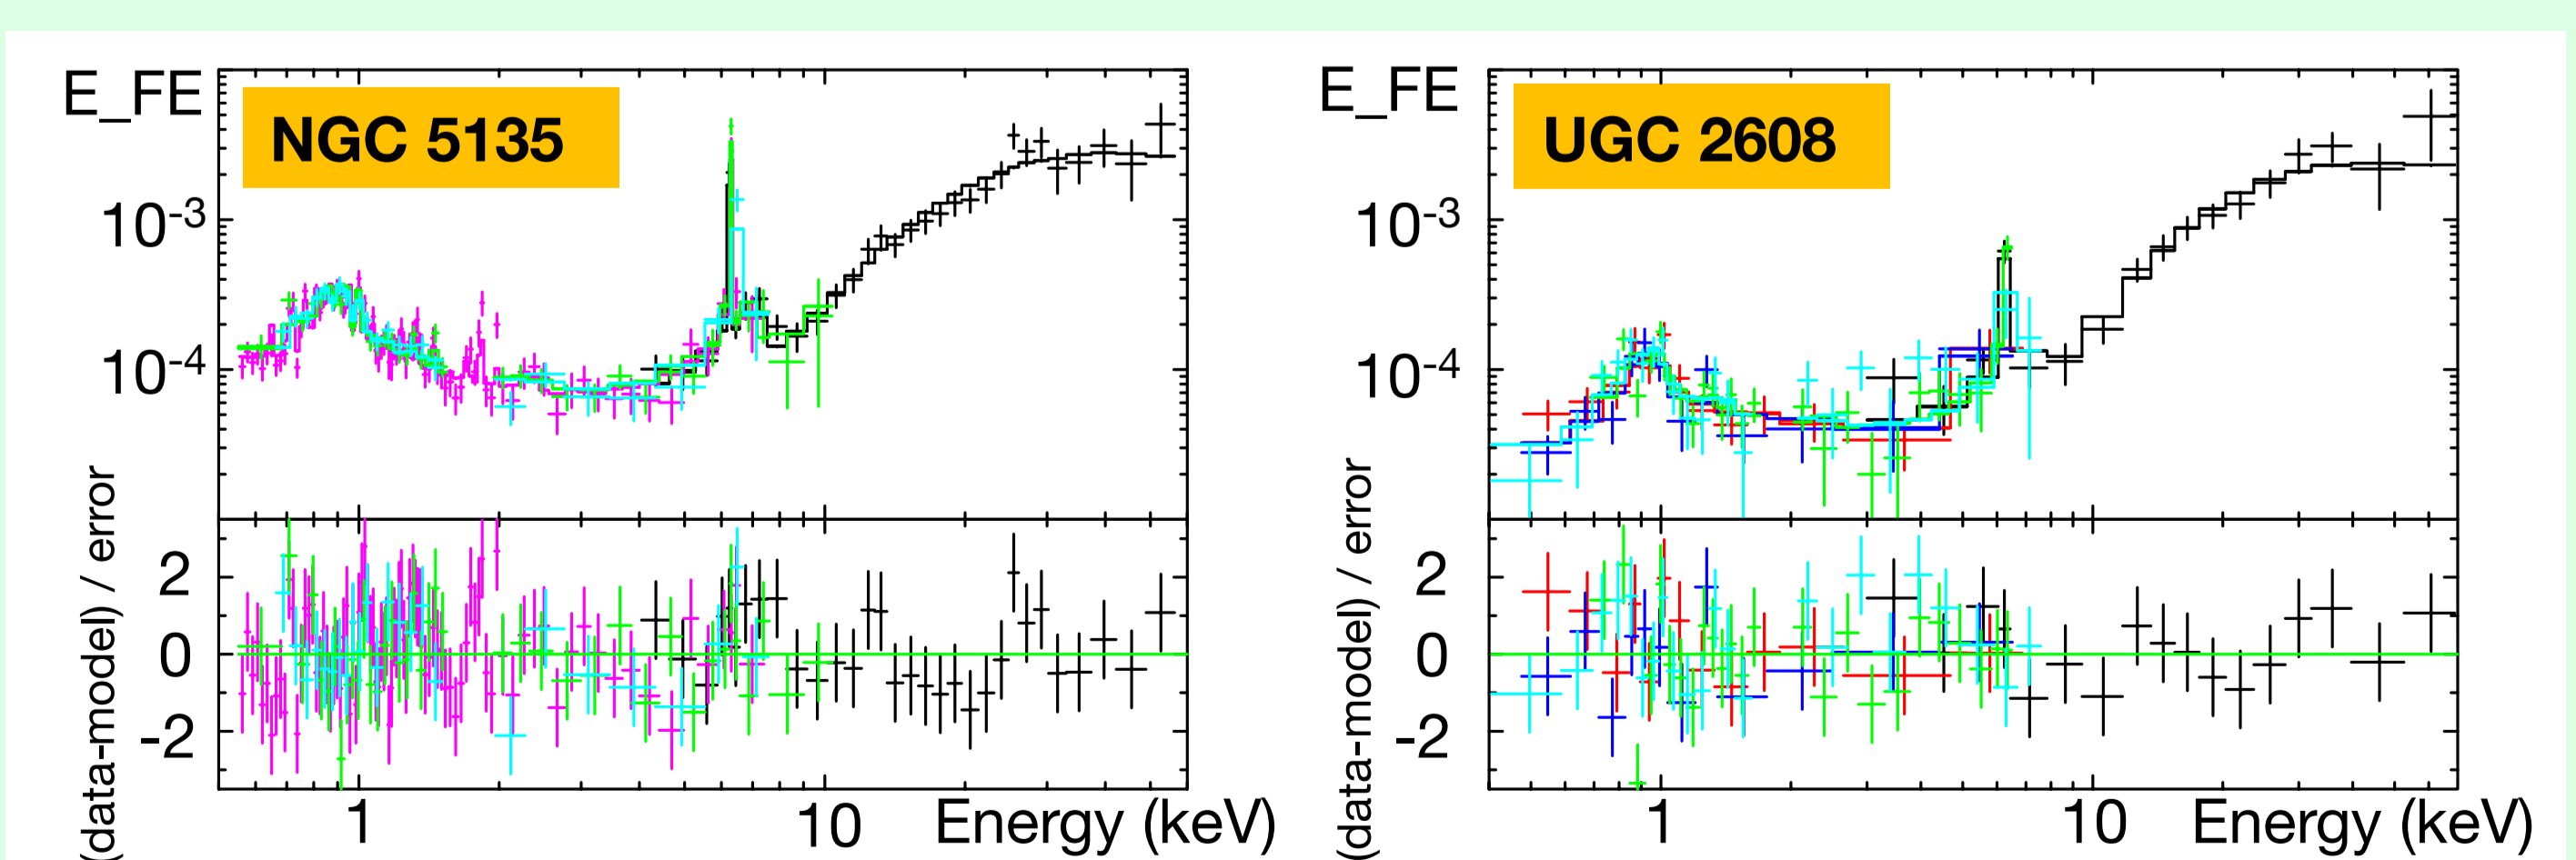 E_FE
NGC 5135
10-3
10-4
(data-model) / error
2
0
-2
1
10
Energy (keV)
E_FE
UGC 2608
10-3
10-4
(data-model) / error
2
0
-2
1
10
Energy (keV)